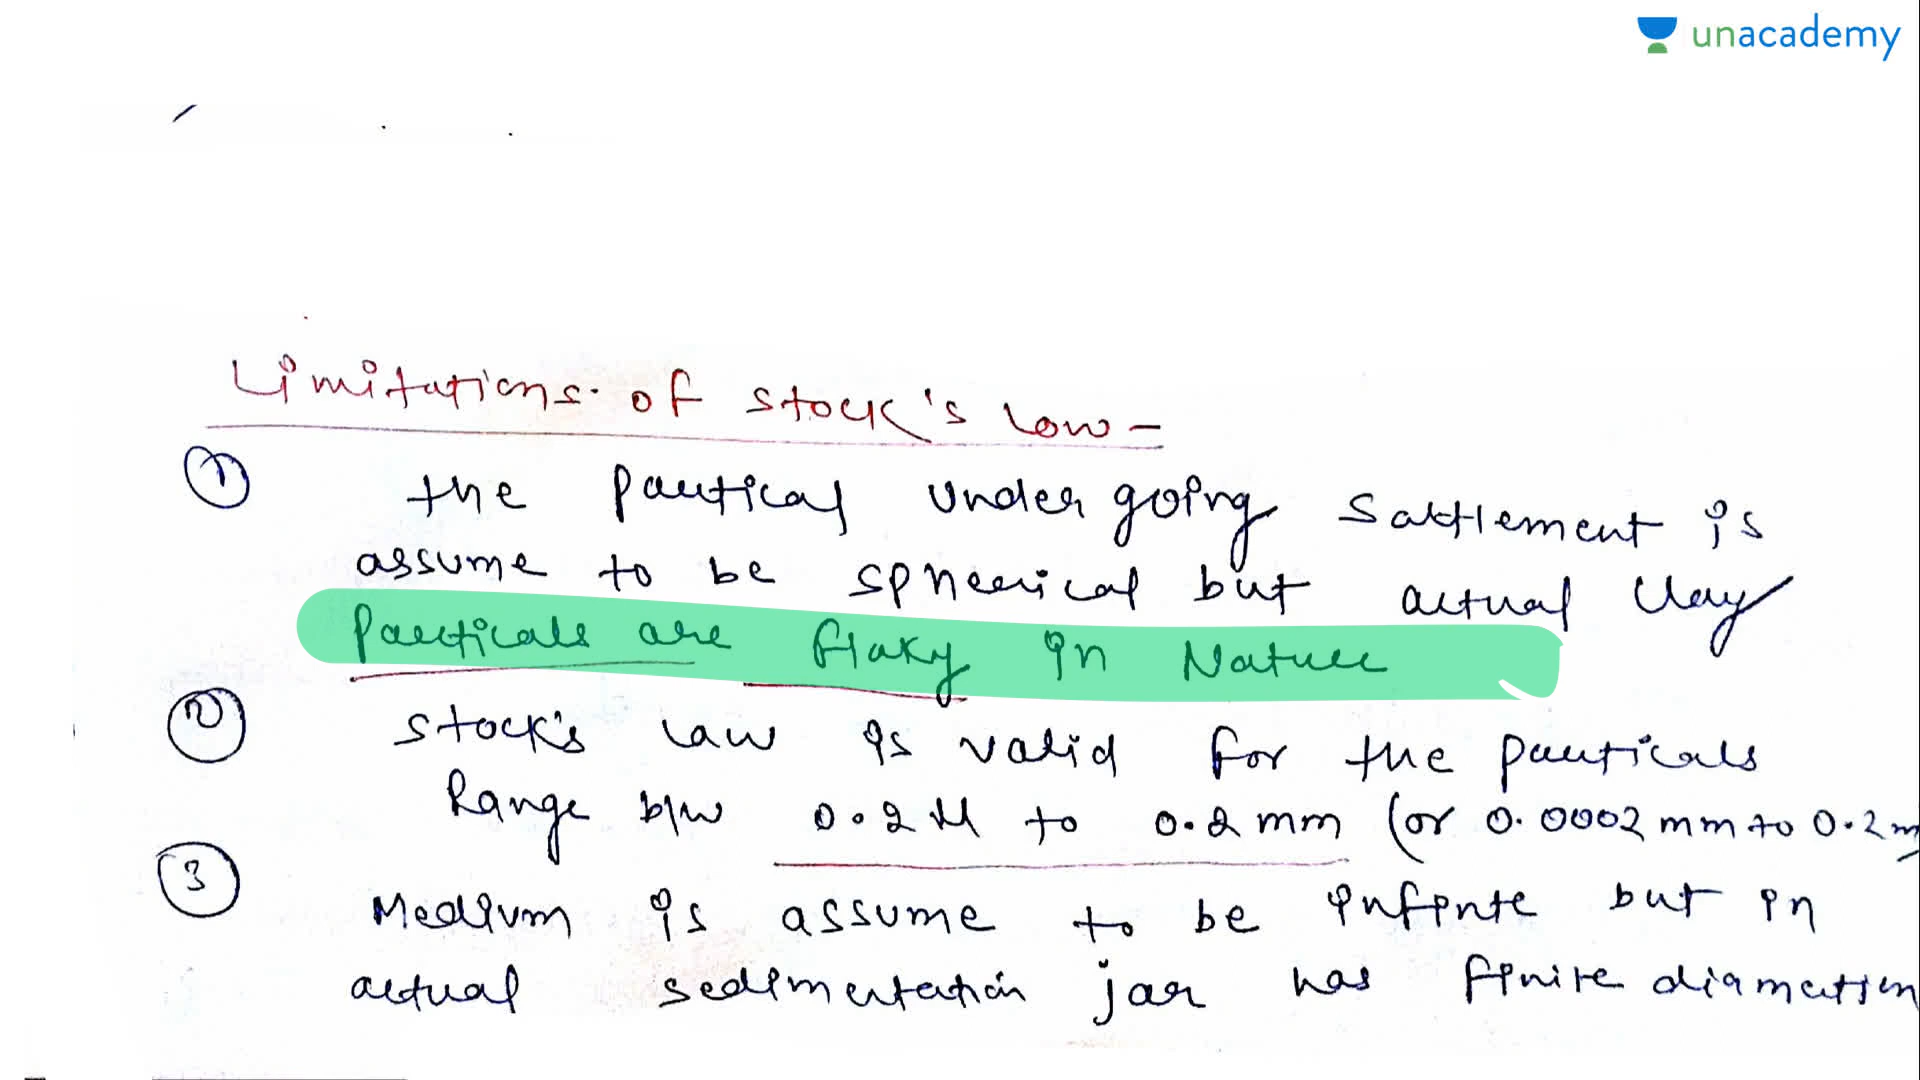 unacademy
Limitations of stock's low -
1 the partical under going sattlement is
assume to be spherical but actual clay
particals are flaky in Nature
2 stock's law is valid for the particals
Range b/w 0.2 μ to 0.2 mm (or 0.0002 mm to 0.2 m
3 Medium is assume to be infinte but in
actual sedimentation jar has finite